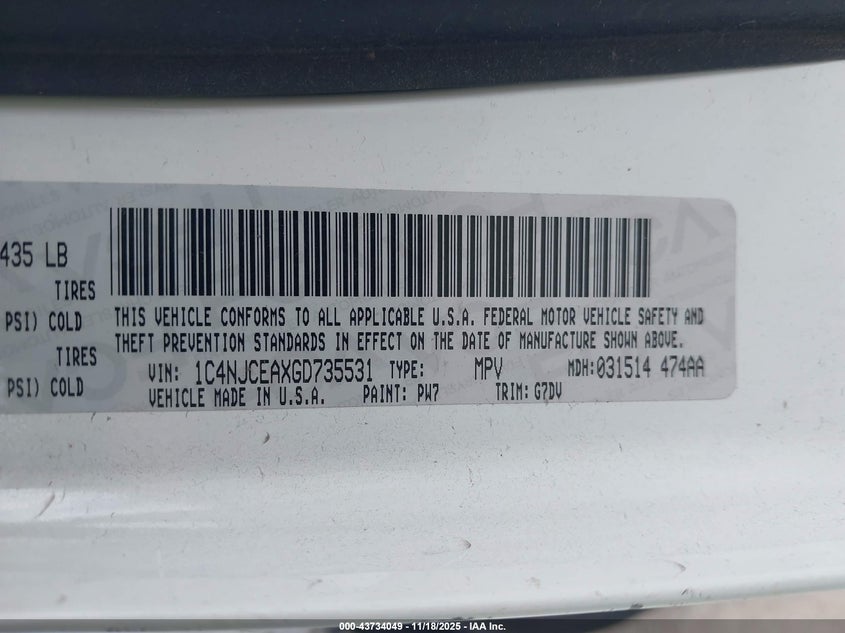 435 LB
TIRES
PSI) COLD
TIRES
PSI) COLD
THIS VEHICLE CONFORMS TO ALL APPLICABLE U.S.A. FEDERAL MOTOR VEHICLE SAFETY AND
THEFT PREVENTION STANDARDS IN EFFECT ON THE DATE OF MANUFACTURE SHOWN ABOVE.
VIN: 1C4NJCEAXGD735531 TYPE: MPV MDH:031514 474AA
VEHICLE MADE IN U.S.A. PAINT: PW7 TRIM: G7DV
000-43734049 - 11/18/2025 - IAA Inc.